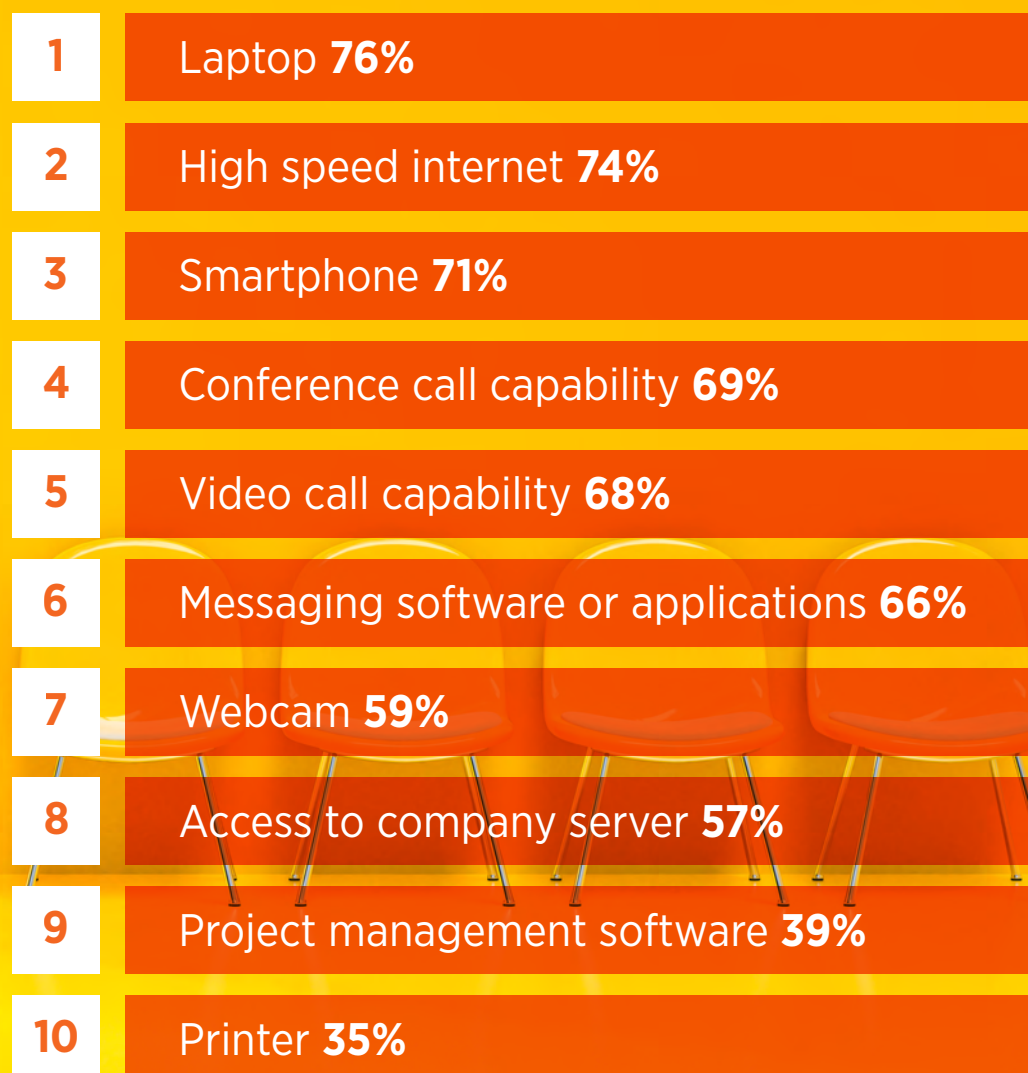 1 Laptop 76%
2 High speed internet 74%
3 Smartphone 71%
4 Conference call capability 69%
5 Video call capability 68%
6 Messaging software or applications 66%
7 Webcam 59%
8 Access to company server 57%
9 Project management software 39%
10 Printer 35%